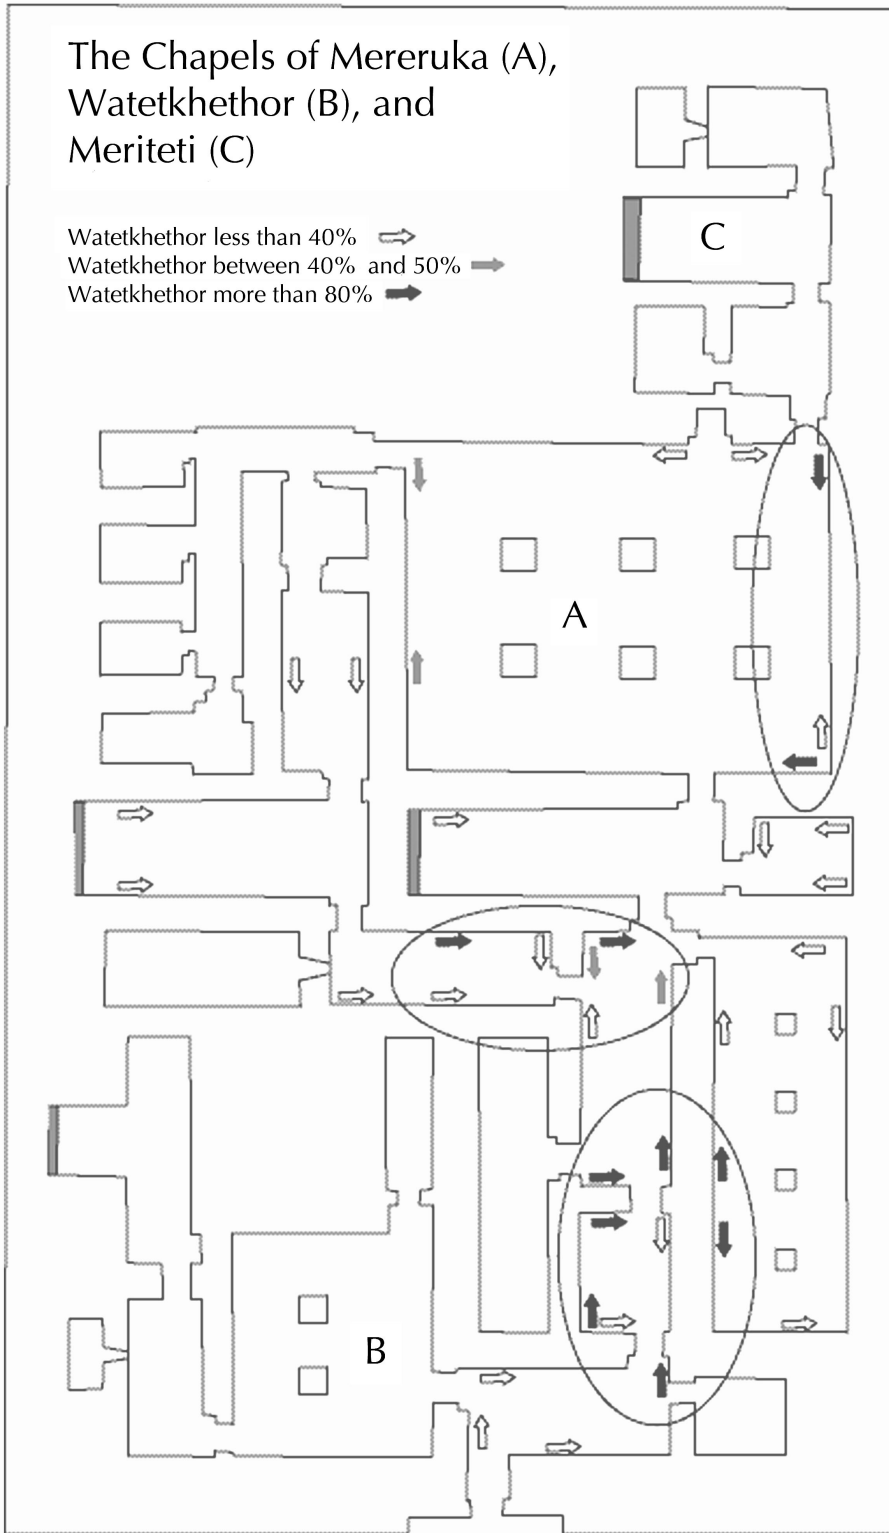 The Chapels of Mereruka (A),
Watetkhethor (B), and
Meriteti (C)
Watetkhethor less than 40%
Watetkhethor between 40% and 50%
Watetkhethor more than 80%
C
A
B